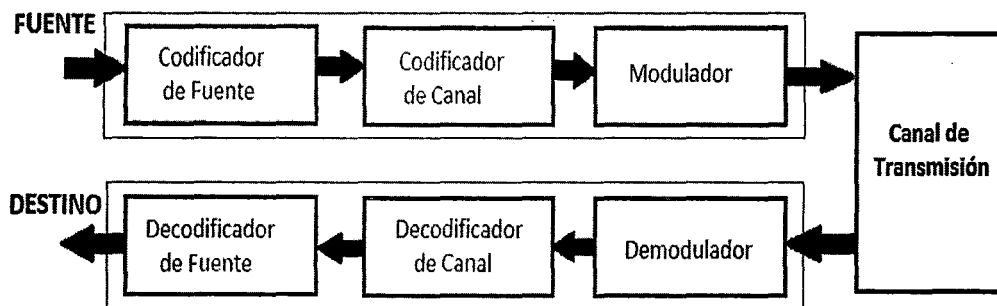 FUENTE
Codificador
de Fuente
Codificador
de Canal
Modulador
Canal de
Transmisión
DESTINO
Decodificador
de Fuente
Decodificador
de Canal
Demodulador